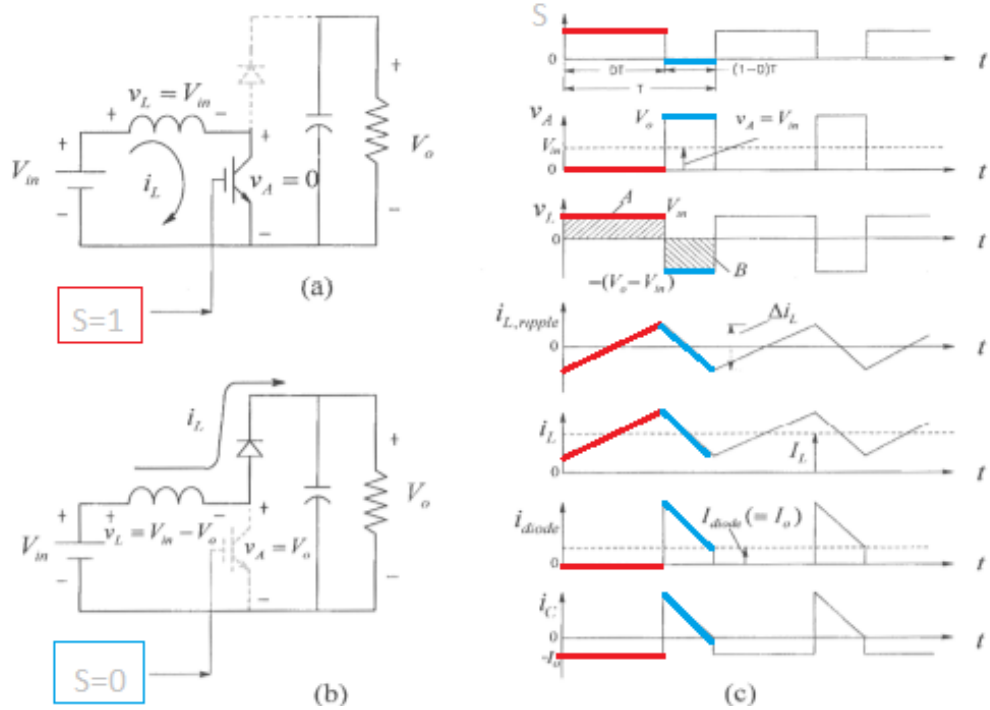 v_L = V_in
+ −
+
V_in
−
i_L
+
v_A = 0
−
+
V_o
−
S=1
(a)
i_L
+ −
v_L = V_in − V_o
+
V_in
−
+
v_A = V_o
−
+
V_o
−
S=0
(b)
S
0
DT
(1−D)T
T
t
v_A
V_o
V_in
v_A = V_in
0
t
v_L
A
V_in
0
B
−(V_o − V_in)
t
i_L,ripple
Δi_L
0
t
i_L
I_L
0
t
i_diode
I_diode (= I_o)
0
t
i_C
0
-I_o
t
(c)